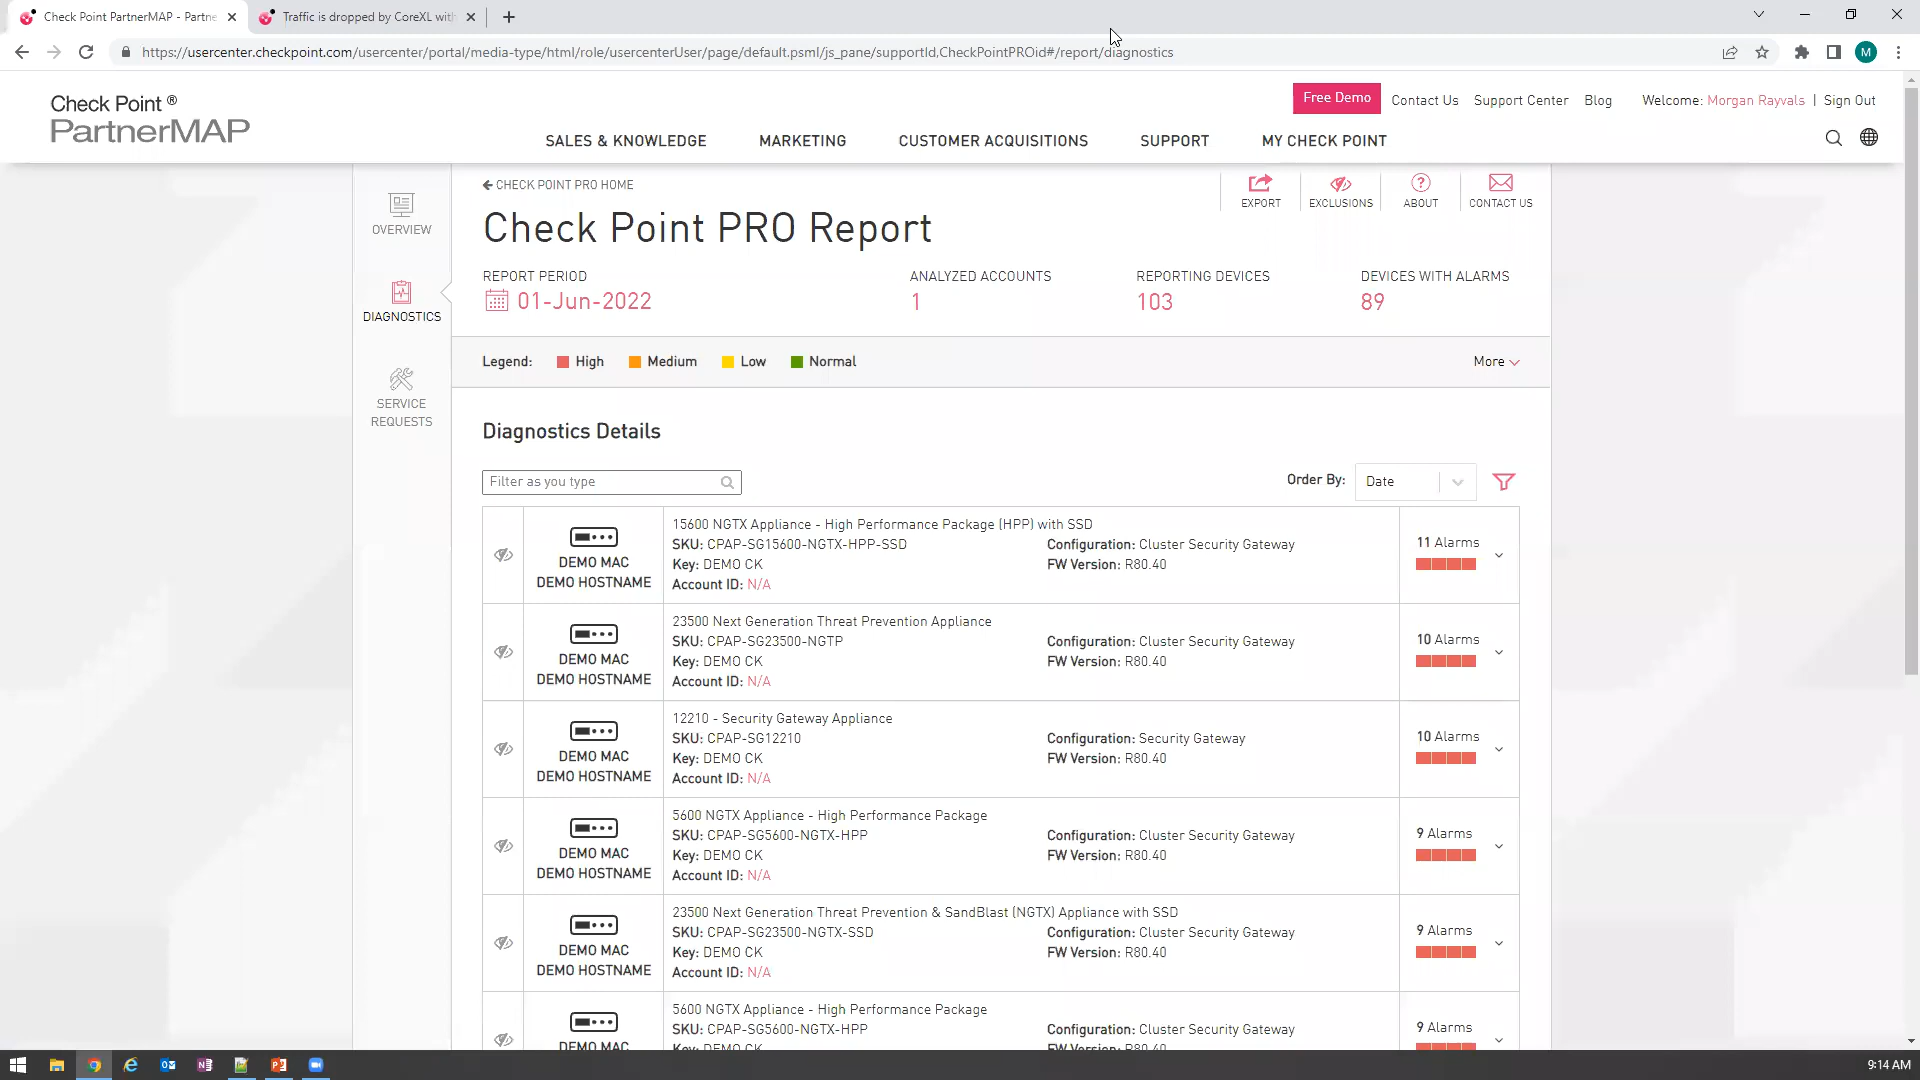 Check Point PartnerMAP - Partne
Traffic is dropped by CoreXL with
https://usercenter.checkpoint.com/usercenter/portal/media-type/html/role/usercenterUser/page/default.psml/js_pane/supportId,CheckPointPROid#/report/diagnostics
M
Check Point ®
PartnerMAP
Free Demo
Contact Us
Support Center
Blog
Welcome: Morgan Rayvals | Sign Out
SALES & KNOWLEDGE
MARKETING
CUSTOMER ACQUISITIONS
SUPPORT
MY CHECK POINT
OVERVIEW
DIAGNOSTICS
SERVICE
REQUESTS
CHECK POINT PRO HOME
Check Point PRO Report
EXPORT
EXCLUSIONS
ABOUT
CONTACT US
REPORT PERIOD
01-Jun-2022
ANALYZED ACCOUNTS
1
REPORTING DEVICES
103
DEVICES WITH ALARMS
89
Legend: High Medium Low Normal
More
Diagnostics Details
Filter as you type
Order By: Date
DEMO MAC
DEMO HOSTNAME
15600 NGTX Appliance - High Performance Package (HPP) with SSD
SKU: CPAP-SG15600-NGTX-HPP-SSD
Key: DEMO CK
Account ID: N/A
Configuration: Cluster Security Gateway
FW Version: R80.40
11 Alarms
DEMO MAC
DEMO HOSTNAME
23500 Next Generation Threat Prevention Appliance
SKU: CPAP-SG23500-NGTP
Key: DEMO CK
Account ID: N/A
Configuration: Cluster Security Gateway
FW Version: R80.40
10 Alarms
DEMO MAC
DEMO HOSTNAME
12210 - Security Gateway Appliance
SKU: CPAP-SG12210
Key: DEMO CK
Account ID: N/A
Configuration: Security Gateway
FW Version: R80.40
10 Alarms
DEMO MAC
DEMO HOSTNAME
5600 NGTX Appliance - High Performance Package
SKU: CPAP-SG5600-NGTX-HPP
Key: DEMO CK
Account ID: N/A
Configuration: Cluster Security Gateway
FW Version: R80.40
9 Alarms
DEMO MAC
DEMO HOSTNAME
23500 Next Generation Threat Prevention & SandBlast (NGTX) Appliance with SSD
SKU: CPAP-SG23500-NGTX-SSD
Key: DEMO CK
Account ID: N/A
Configuration: Cluster Security Gateway
FW Version: R80.40
9 Alarms
DEMO MAC
5600 NGTX Appliance - High Performance Package
SKU: CPAP-SG5600-NGTX-HPP
Key: DEMO CK
Configuration: Cluster Security Gateway
FW Version: R80.40
9 Alarms
9:14 AM